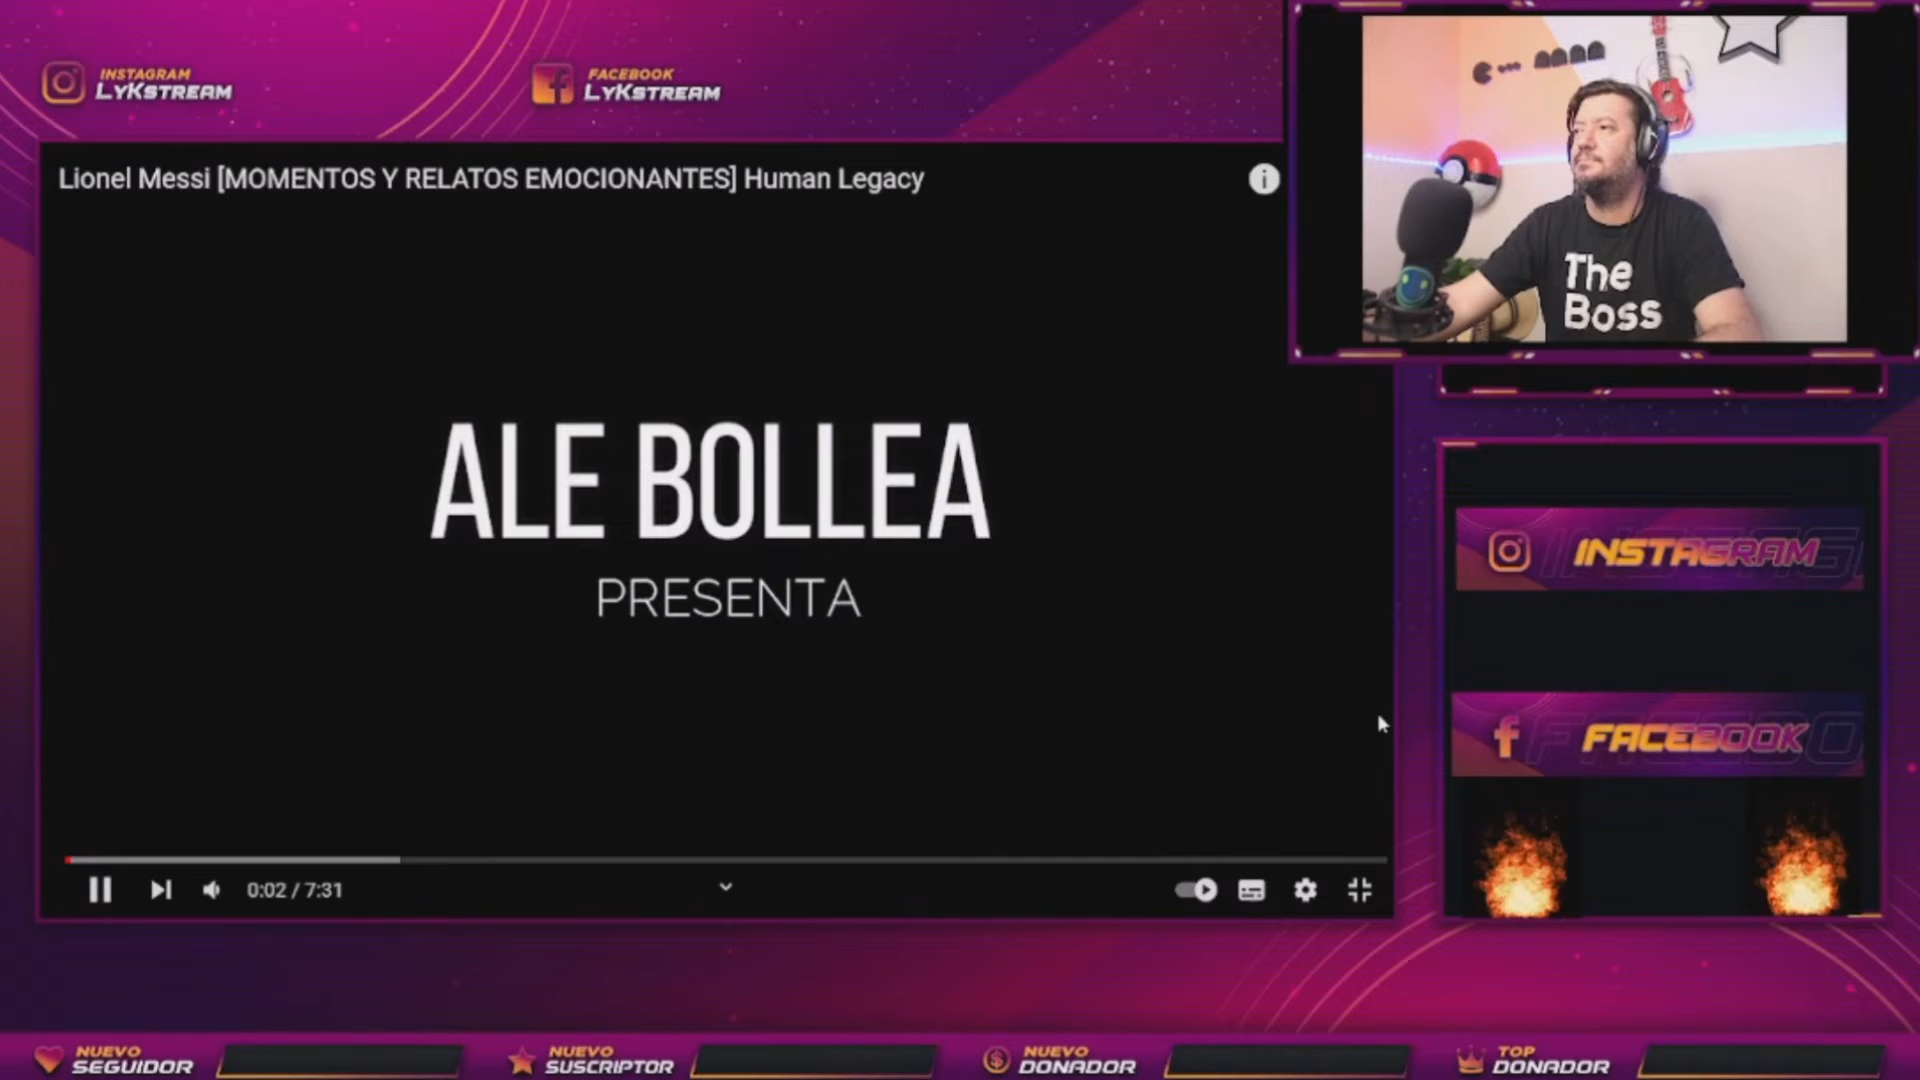 INSTAGRAM
LYKSTREAM
FACEBOOK
LYKSTREAM
Lionel Messi [MOMENTOS Y RELATOS EMOCIONANTES] Human Legacy
The
Boss
ALE BOLLEA
PRESENTA
INSTAGRAM
FACEBOOK
0:02 / 7:31
NUEVO
SEGUIDOR
NUEVO
SUSCRIPTOR
NUEVO
DONADOR
TOP
DONADOR